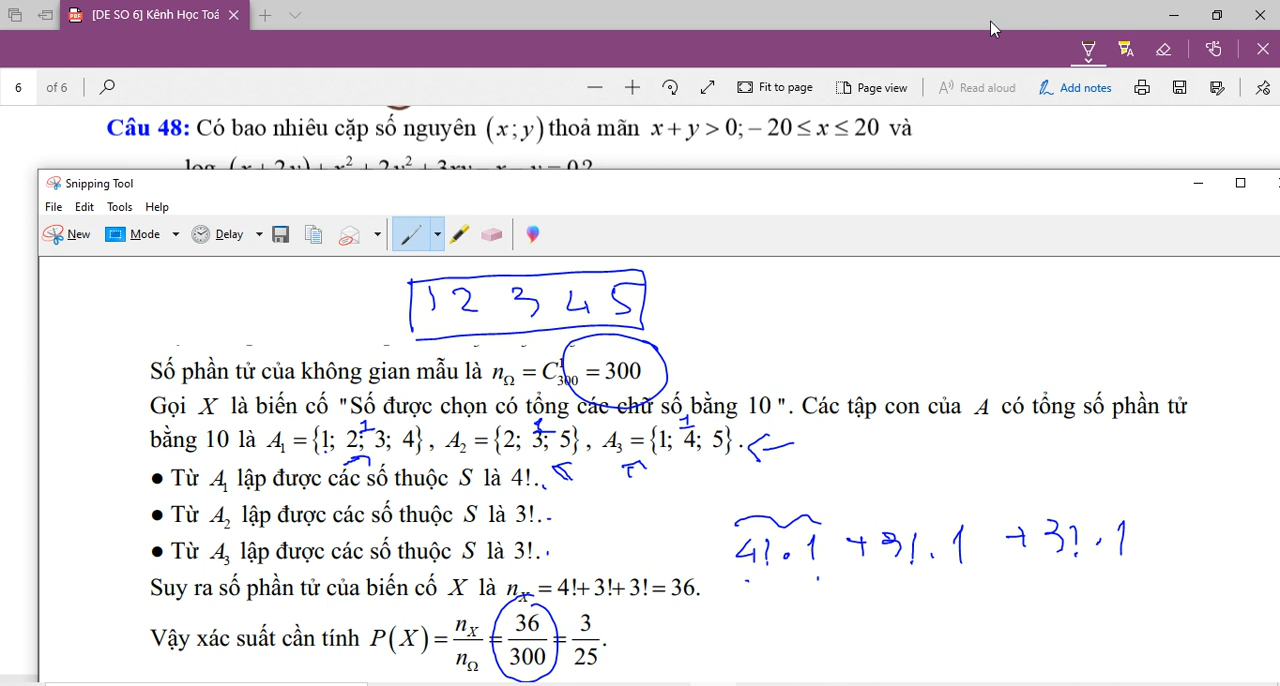 [DE SO 6] Kênh Học Toá
6 of 6 Fit to page Page view Read aloud Add notes
Câu 48: Có bao nhiêu cặp số nguyên (x; y) thoả mãn x + y > 0; − 20 ≤ x ≤ 20 và
Snipping Tool
File Edit Tools Help
New Mode Delay
1 2 3 4 5
Số phần tử của không gian mẫu là n_Ω = C^1_300 = 300
Gọi X là biến cố "Số được chọn có tổng các chữ số bằng 10 ". Các tập con của A có tổng số phần tử
1 1 1
bằng 10 là A₁ = {1; 2; 3; 4}, A₂ = {2; 3; 5}, A₃ = {1; 4; 5}.
● Từ A₁ lập được các số thuộc S là 4!.
● Từ A₂ lập được các số thuộc S là 3!.
4! . 1 + 3! . 1 + 3! . 1
● Từ A₃ lập được các số thuộc S là 3!.
Suy ra số phần tử của biến cố X là n_X = 4!+3!+3! = 36.
Vậy xác suất cần tính P(X) = n_X/n_Ω = 36/300 = 3/25.